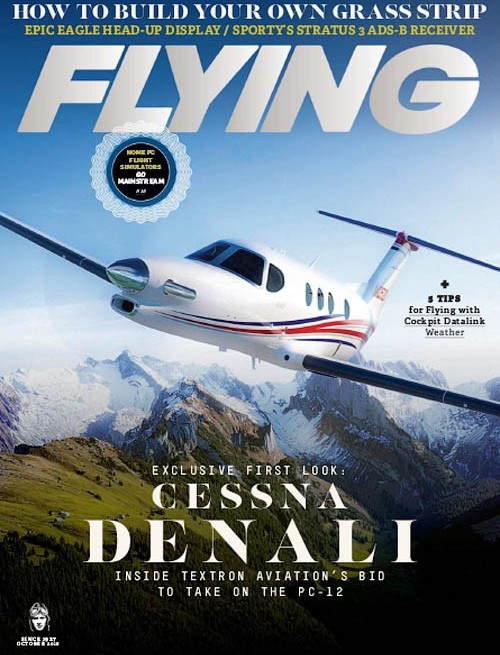 HOW TO BUILD YOUR OWN GRASS STRIP
EPIC EAGLE HEAD-UP DISPLAY / SPORTY'S STRATUS 3 ADS-B RECEIVER
FLYING
HOME PC
FLIGHT
SIMULATORS
GO
MAINSTREAM
+
5 TIPS
for Flying with
Cockpit Datalink
Weather
EXCLUSIVE FIRST LOOK:
CESSNA
DENALI
INSIDE TEXTRON AVIATION'S BID
TO TAKE ON THE PC-12
SINCE 1927